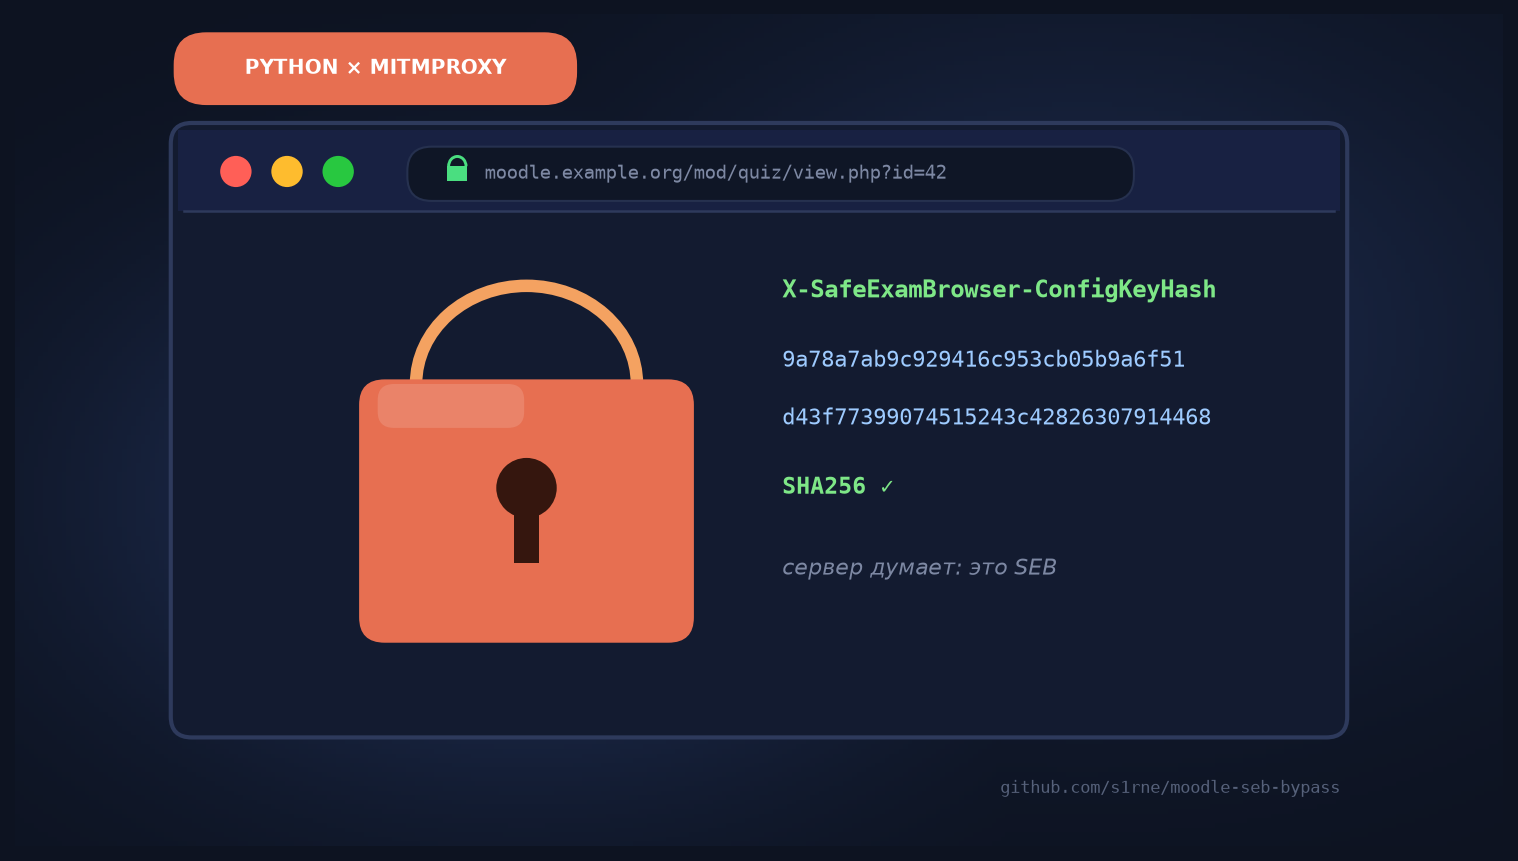 PYTHON × MITMPROXY
moodle.example.org/mod/quiz/view.php?id=42
X-SafeExamBrowser-ConfigKeyHash
9a78a7ab9c929416c953cb05b9a6f51
d43f77399074515243c42826307914468
SHA256 ✓
сервер думает: это SEB
github.com/s1rne/moodle-seb-bypass